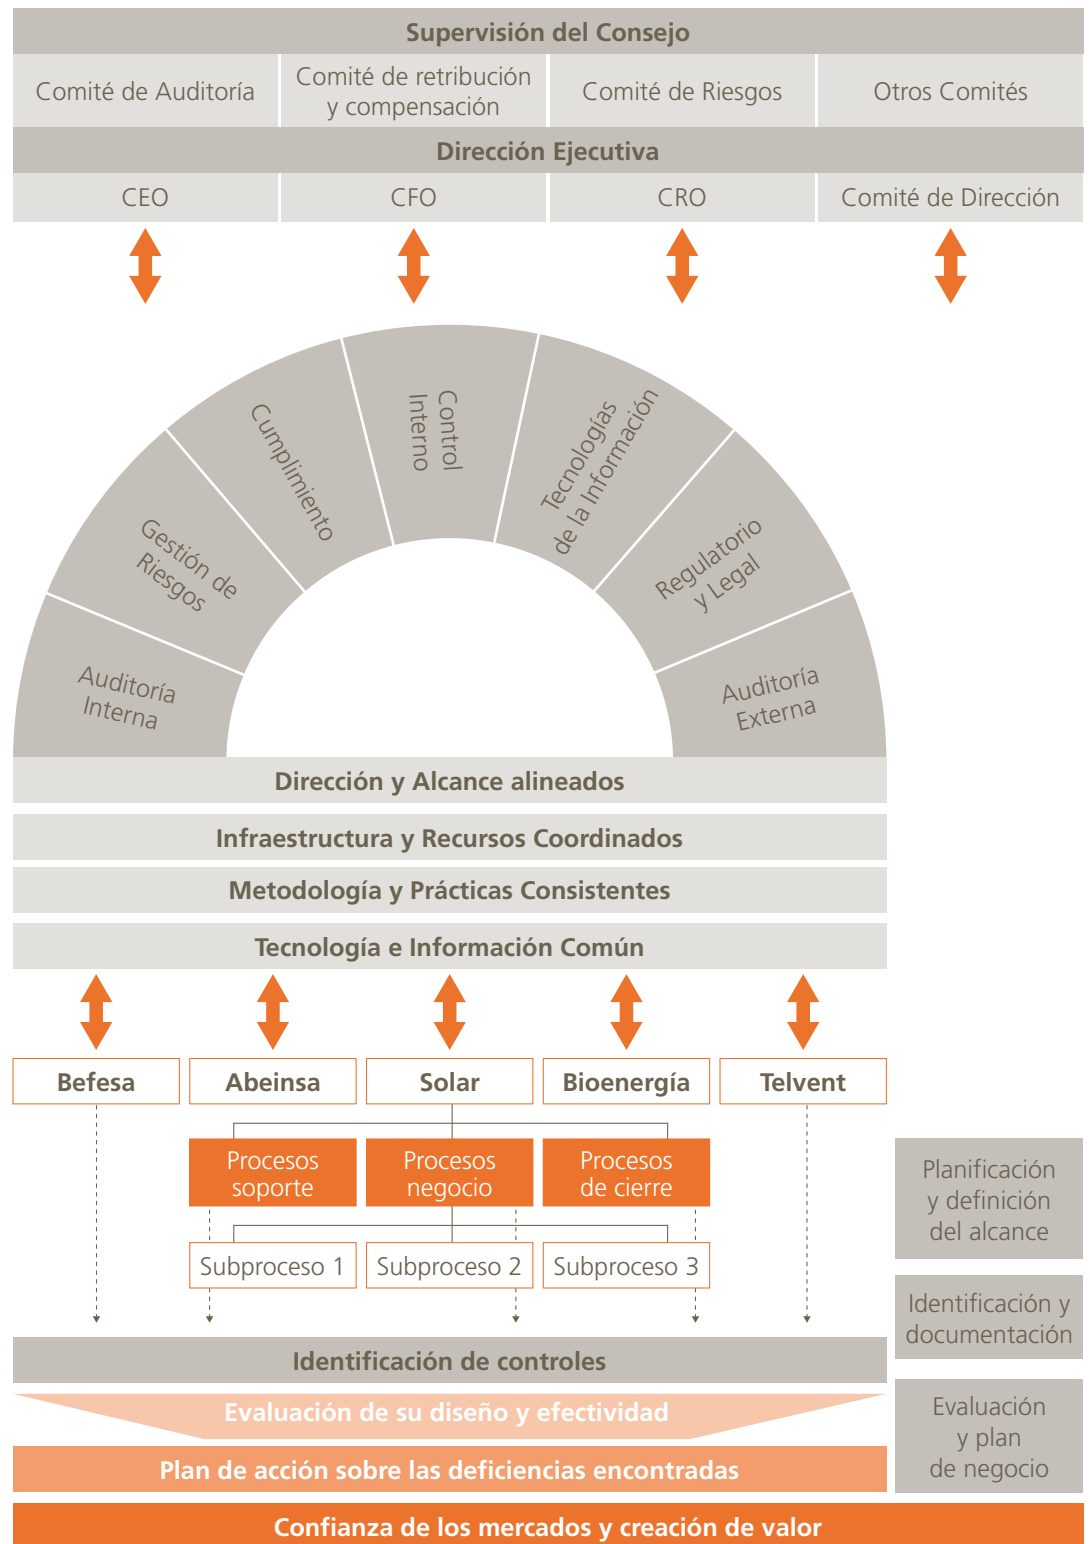 Supervisión del Consejo
Comité de Auditoría
Comité de retribución
y compensación
Comité de Riesgos
Otros Comités
Dirección Ejecutiva
CEO
CFO
CRO
Comité de Dirección
Auditoría
Interna
Gestión de
Riesgos
Cumplimiento
Control
Interno
Tecnologías
de la Información
Regulatorio
y Legal
Auditoría
Externa
Dirección y Alcance alineados
Infraestructura y Recursos Coordinados
Metodología y Prácticas Consistentes
Tecnología e Información Común
Befesa
Abeinsa
Solar
Bioenergía
Telvent
Procesos
soporte
Procesos
negocio
Procesos
de cierre
Subproceso 1
Subproceso 2
Subproceso 3
Planificación
y definición
del alcance
Identificación y
documentación
Identificación de controles
Evaluación de su diseño y efectividad
Plan de acción sobre las deficiencias encontradas
Evaluación
y plan
de negocio
Confianza de los mercados y creación de valor